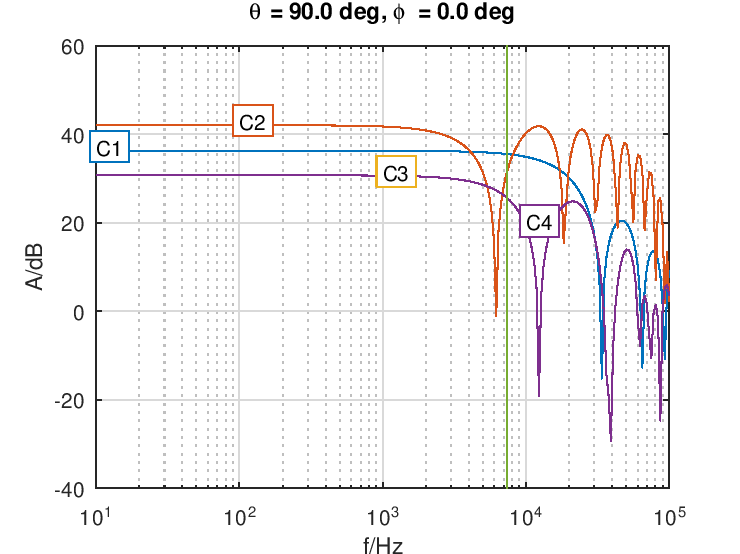 θ = 90.0 deg, ϕ = 0.0 deg
60
40
20
0
-20
-40
A/dB
C1
C2
C3
C4
10¹ 10² 10³ 10⁴ 10⁵
f/Hz